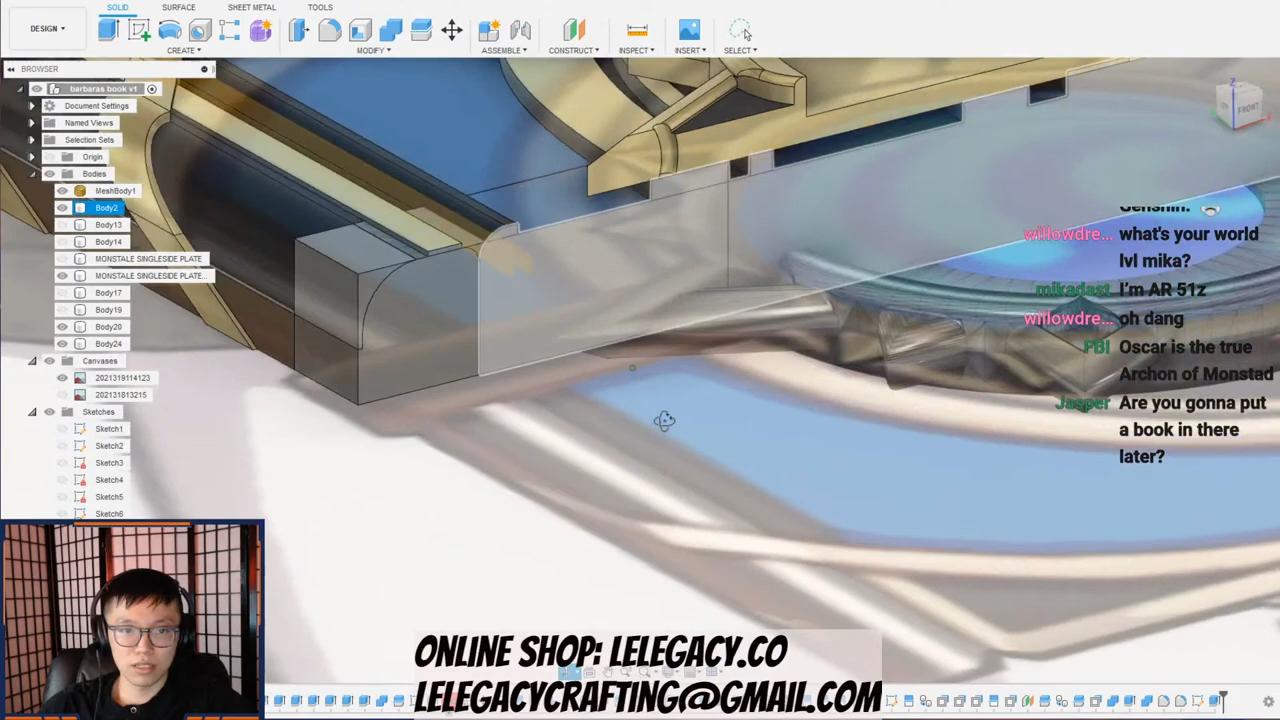 SOLID SURFACE SHEET METAL TOOLS
DESIGN
CREATE MODIFY ASSEMBLE CONSTRUCT INSPECT INSERT SELECT
BROWSER
barbaras book v1
Document Settings
Named Views
Selection Sets
Origin
Bodies
MeshBody1
Body2
Body13
Body14
MONSTALE SINGLESIDE PLATE
MONSTALE SINGLESIDE PLATE...
Body17
Body19
Body20
Body24
Canvases
2021319114123
202131813215
Sketches
Sketch1
Sketch2
Sketch3
Sketch4
Sketch5
Sketch6
Z
FRONT
Genshin.
willowdre... what's your world
lvl mika?
mikadast I'm AR 51z
willowdre... oh dang
FBI Oscar is the true
Archon of Monstad
Jasper Are you gonna put
a book in there
later?
ONLINE SHOP: LELEGACY.CO
LELEGACYCRAFTING@GMAIL.COM